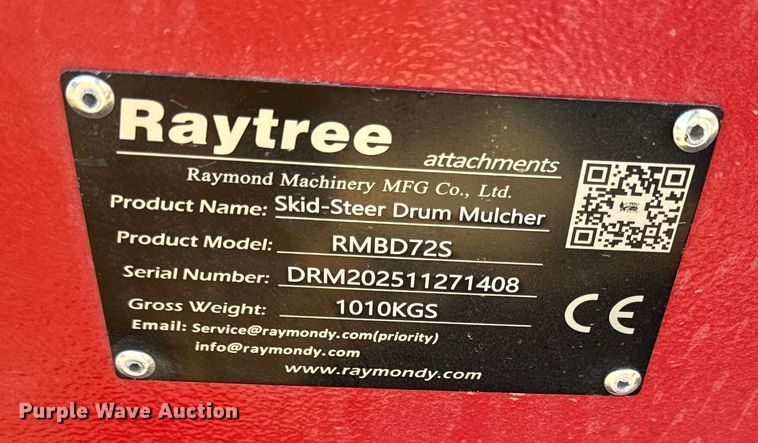 Raytree attachments
Raymond Machinery MFG Co., Ltd.
Product Name: Skid-Steer Drum Mulcher
Product Model: RMBD72S
Serial Number: DRM202511271408
Gross Weight: 1010KGS
CE
Email: Service@raymondy.com(priority)
info@raymondy.com
www.raymondy.com
Purple Wave Auction